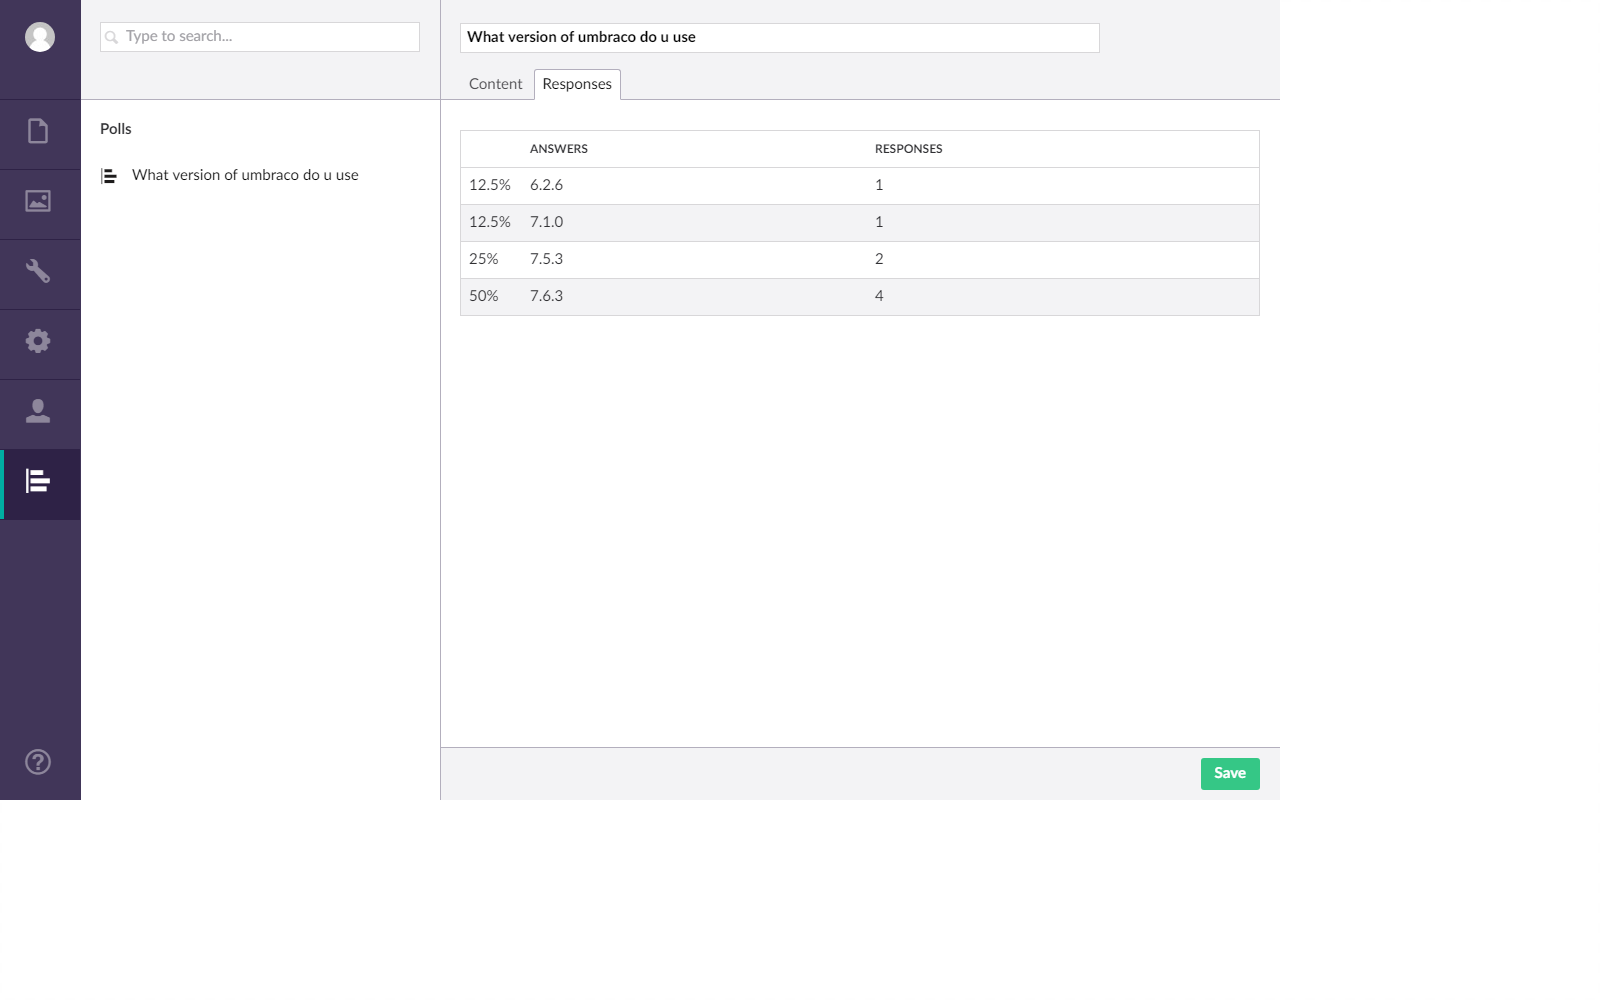 Type to search...
What version of umbraco do u use
Content Responses
Polls
What version of umbraco do u use
ANSWERS RESPONSES
12.5% 6.2.6 1
12.5% 7.1.0 1
25% 7.5.3 2
50% 7.6.3 4
?
Save